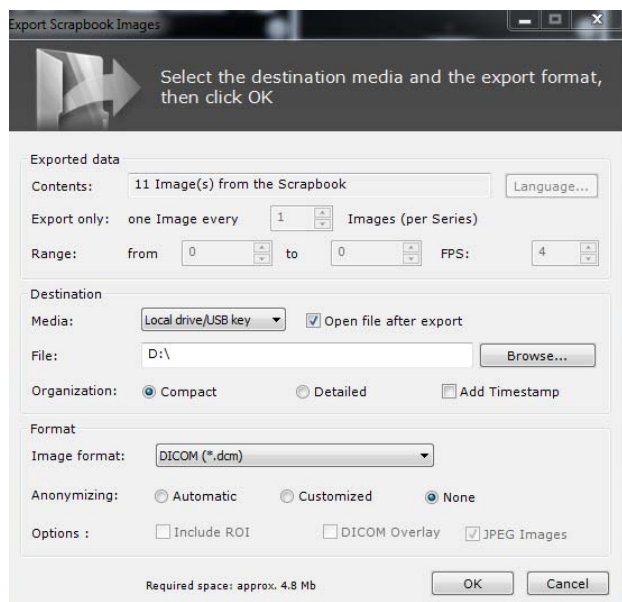 Export Scrapbook Images
Select the destination media and the export format,
then click OK
Exported data
Contents: 11 Image(s) from the Scrapbook Language...
Export only: one Image every 1 Images (per Series)
Range: from 0 to 0 FPS: 4
Destination
Media: Local drive/USB key Open file after export
File: D:\ Browse...
Organization: Compact Detailed Add Timestamp
Format
Image format: DICOM (*.dcm)
Anonymizing: Automatic Customized None
Options : Include ROI DICOM Overlay JPEG Images
Required space: approx. 4.8 Mb OK Cancel